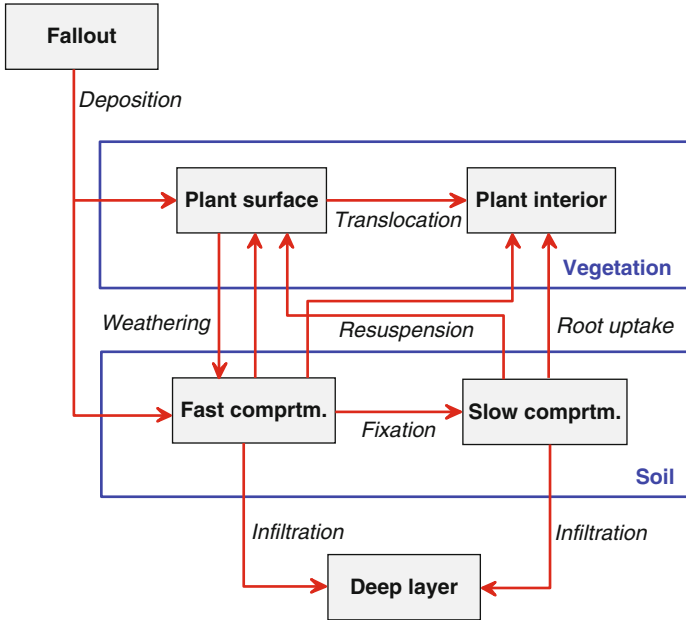 Fallout
Deposition
Plant surface
Plant interior
Translocation
Vegetation
Weathering
Resuspension
Root uptake
Fast comprtm.
Slow comprtm.
Fixation
Soil
Infiltration
Infiltration
Deep layer